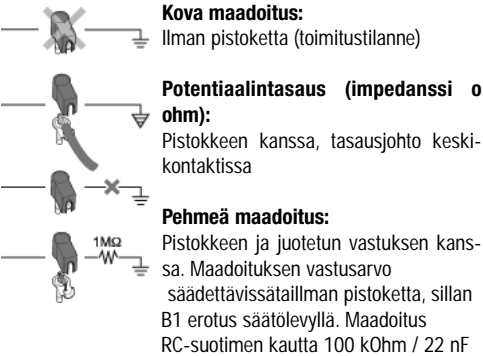 Kova maadoitus:
Ilman pistoketta (toimitustilanne)
Potentiaalintasaus (impedanssi o
ohm):
Pistokkeen kanssa, tasausjohto keski-
kontaktissa
Pehmeä maadoitus:
1MΩ
Pistokkeen ja juotetun vastuksen kans-
sa. Maadoituksen vastusarvo
säädettävissätaillman pistoketta, sillan
B1 erotus säätölevyllä. Maadoitus
RC-suotimen kautta 100 kOhm / 22 nF